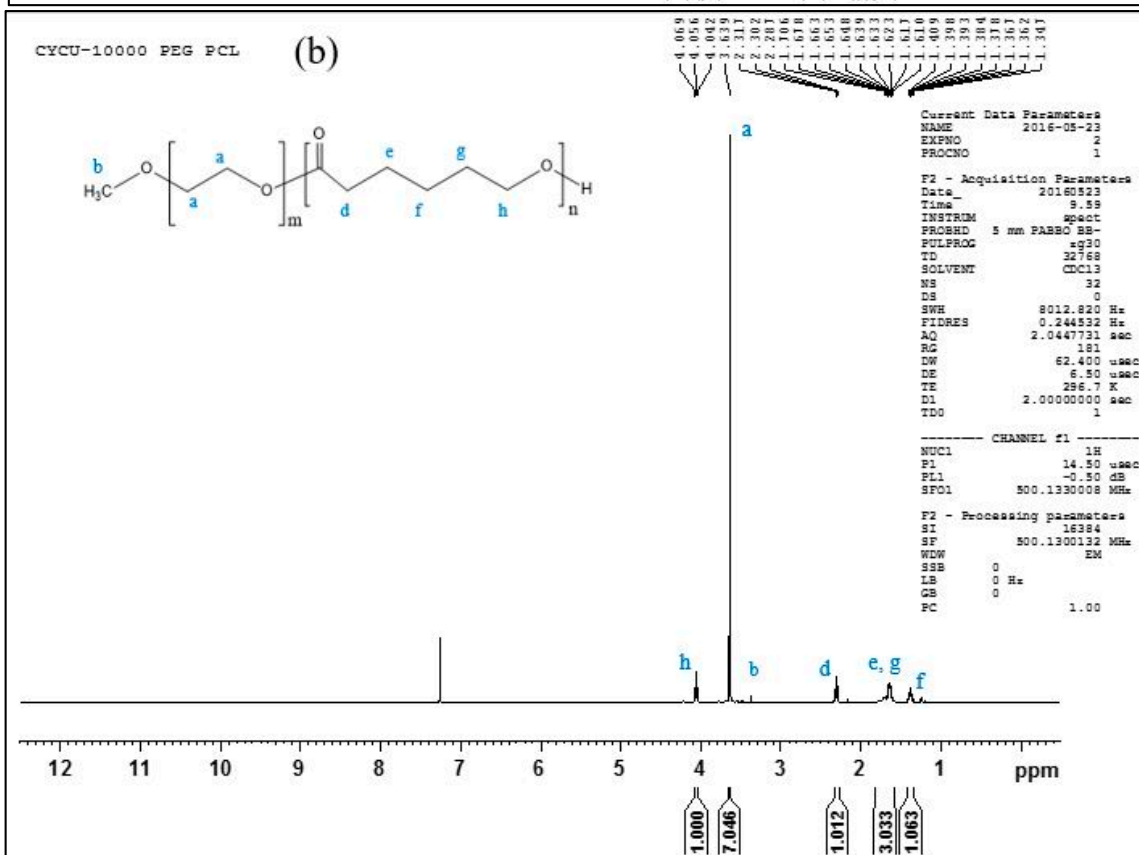 CYCU-10000 PEG PCL
(b)
4.069
4.056
4.042
3.639
2.317
2.302
2.287
1.706
1.678
1.663
1.653
1.648
1.639
1.633
1.623
1.617
1.610
1.409
1.398
1.393
1.384
1.378
1.367
1.362
1.347
a
b
H₃C
O
a
a
O
m
O
d
e
f
g
h
O
H
n
Current Data Parameters
NAME 2016-05-23
EXPNO 2
PROCNO 1
F2 - Acquisition Parameters
Date_ 20160523
Time 9.59
INSTRUM spect
PROBHD 5 mm PABBO BB-
PULPROG zg30
TD 32768
SOLVENT CDCl3
NS 32
DS 0
SWH 8012.820 Hz
FIDRES 0.244532 Hz
AQ 2.0447731 sec
RG 181
DW 62.400 usec
DE 6.50 usec
TE 296.7 K
D1 2.00000000 sec
TD0 1
-------- CHANNEL f1 --------
NUC1 1H
P1 14.50 usec
PL1 -0.50 dB
SFO1 500.1330008 MHz
F2 - Processing parameters
SI 16384
SF 500.1300132 MHz
WDW EM
SSB 0
LB 0 Hz
GB 0
PC 1.00
h
b
d
e, g
f
12 11 10 9 8 7 6 5 4 3 2 1 ppm
1.000
7.046
1.012
3.033
1.063